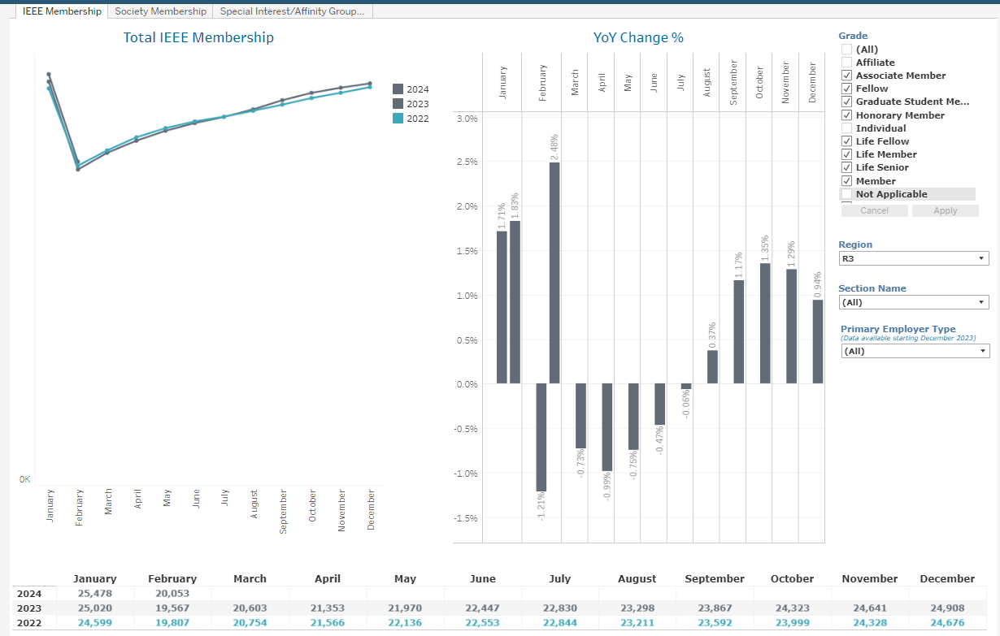 IEEE Membership
Society Membership
Special Interest/Affinity Group...
Total IEEE Membership
2024
2023
2022
0K
January
February
March
April
May
June
July
August
September
October
November
December
YoY Change %
January
February
March
April
May
June
July
August
September
October
November
December
3.0%
2.5%
2.0%
1.5%
1.0%
0.5%
0.0%
-0.5%
-1.0%
-1.5%
1.71%
1.83%
-1.21%
2.48%
-0.73%
-0.99%
-0.75%
-0.47%
-0.06%
0.37%
1.17%
1.35%
1.29%
0.94%
Grade
(All)
Affiliate
Associate Member
Fellow
Graduate Student Me...
Honorary Member
Individual
Life Fellow
Life Member
Life Senior
Member
Not Applicable
Cancel Apply
Region
R3
Section Name
(All)
Primary Employer Type
(Data available starting December 2023)
(All)
January February March April May June July August September October November December
2024 25,478 20,053
2023 25,020 19,567 20,603 21,353 21,970 22,447 22,830 23,298 23,867 24,323 24,641 24,908
2022 24,599 19,807 20,754 21,566 22,136 22,553 22,844 23,211 23,592 23,999 24,328 24,676